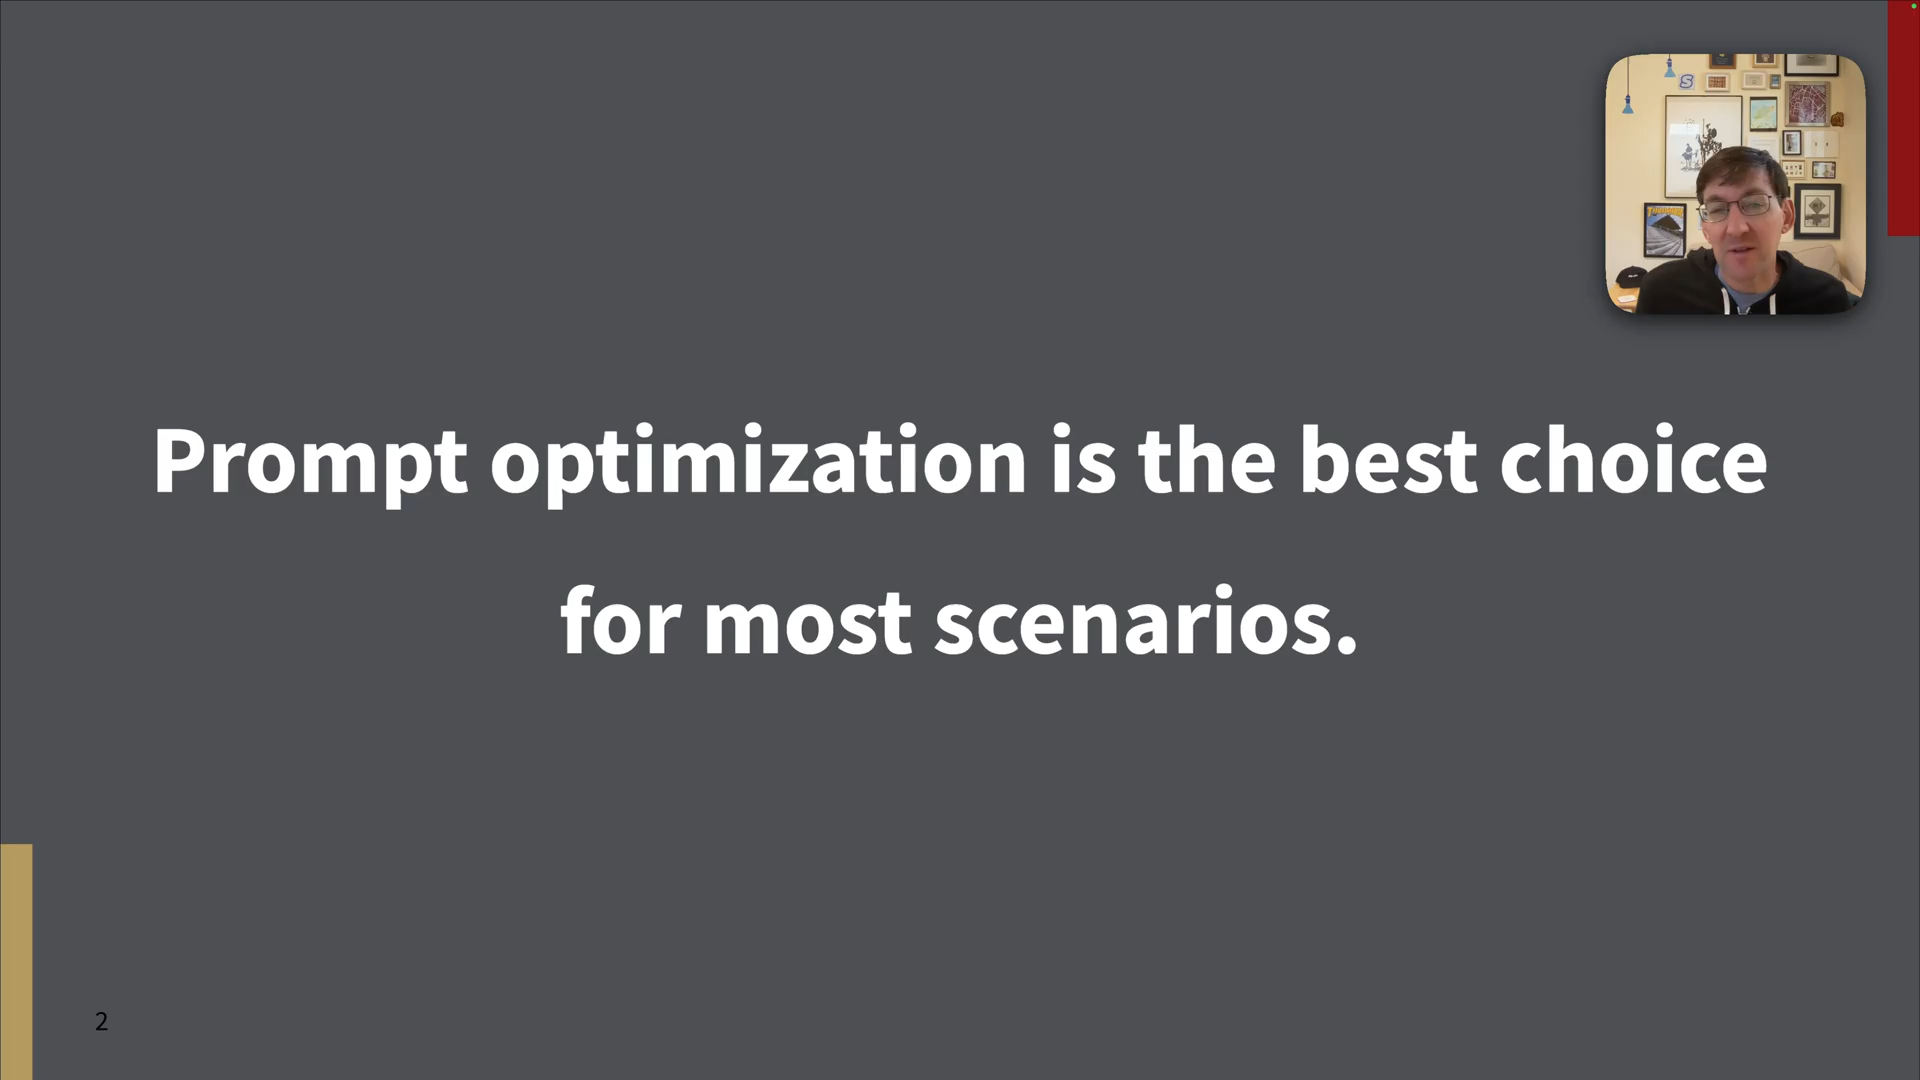 Prompt optimization is the best choice
for most scenarios.
2